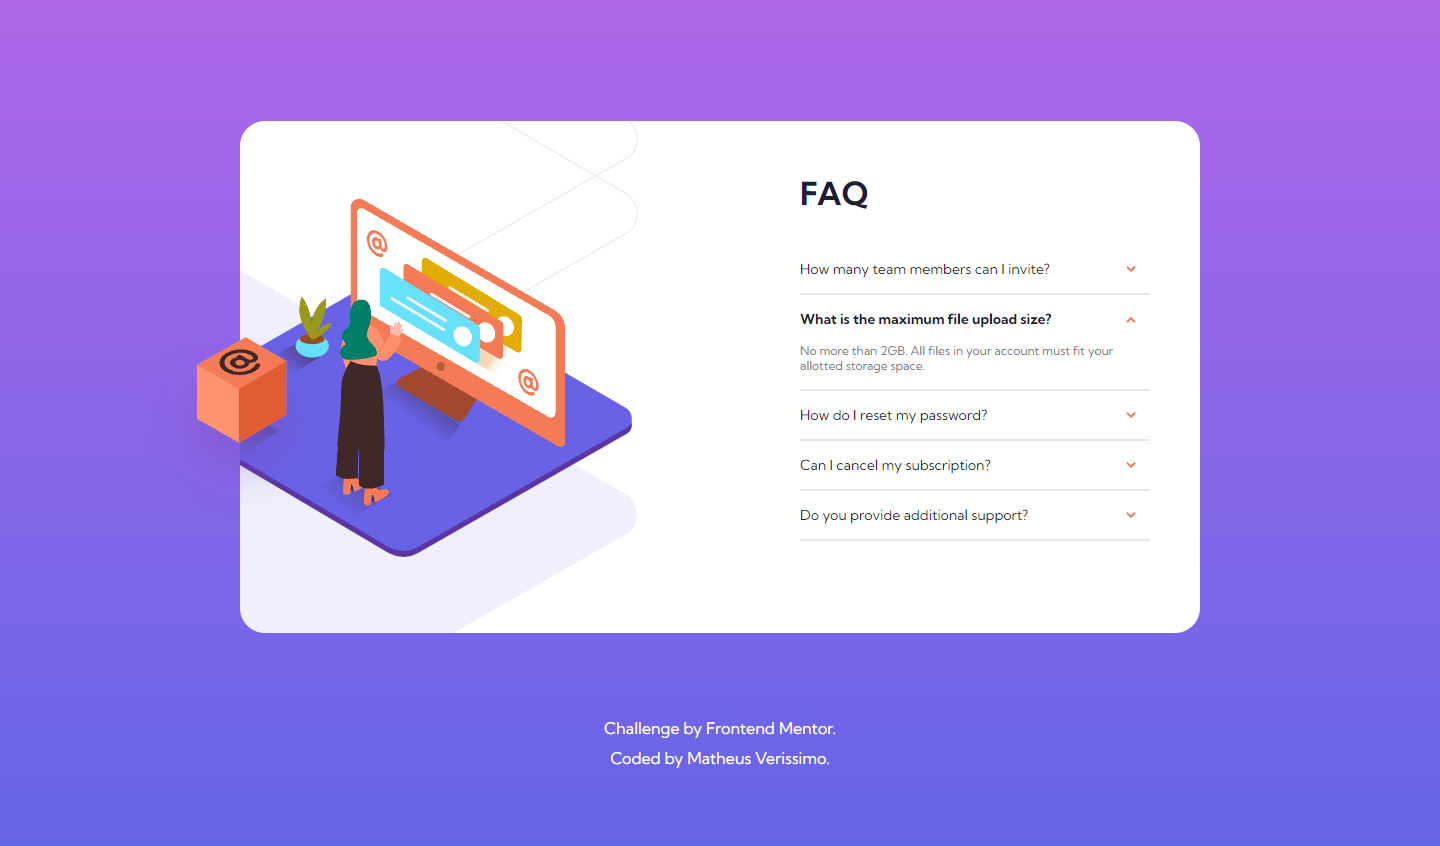 FAQ
How many team members can I invite?
What is the maximum file upload size?
No more than 2GB. All files in your account must fit your
allotted storage space.
How do I reset my password?
Can I cancel my subscription?
Do you provide additional support?
@
@
@
Challenge by Frontend Mentor.
Coded by Matheus Verissimo.